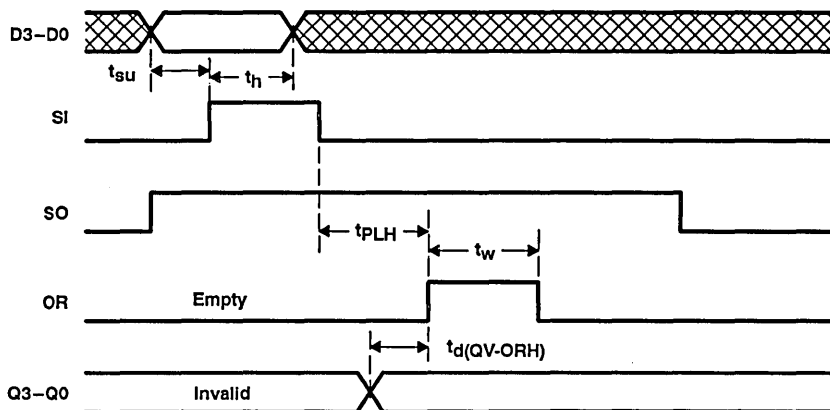 D3–D0
tsu
th
SI
SO
tPLH
tw
OR
Empty
td(QV-ORH)
Q3–Q0
Invalid